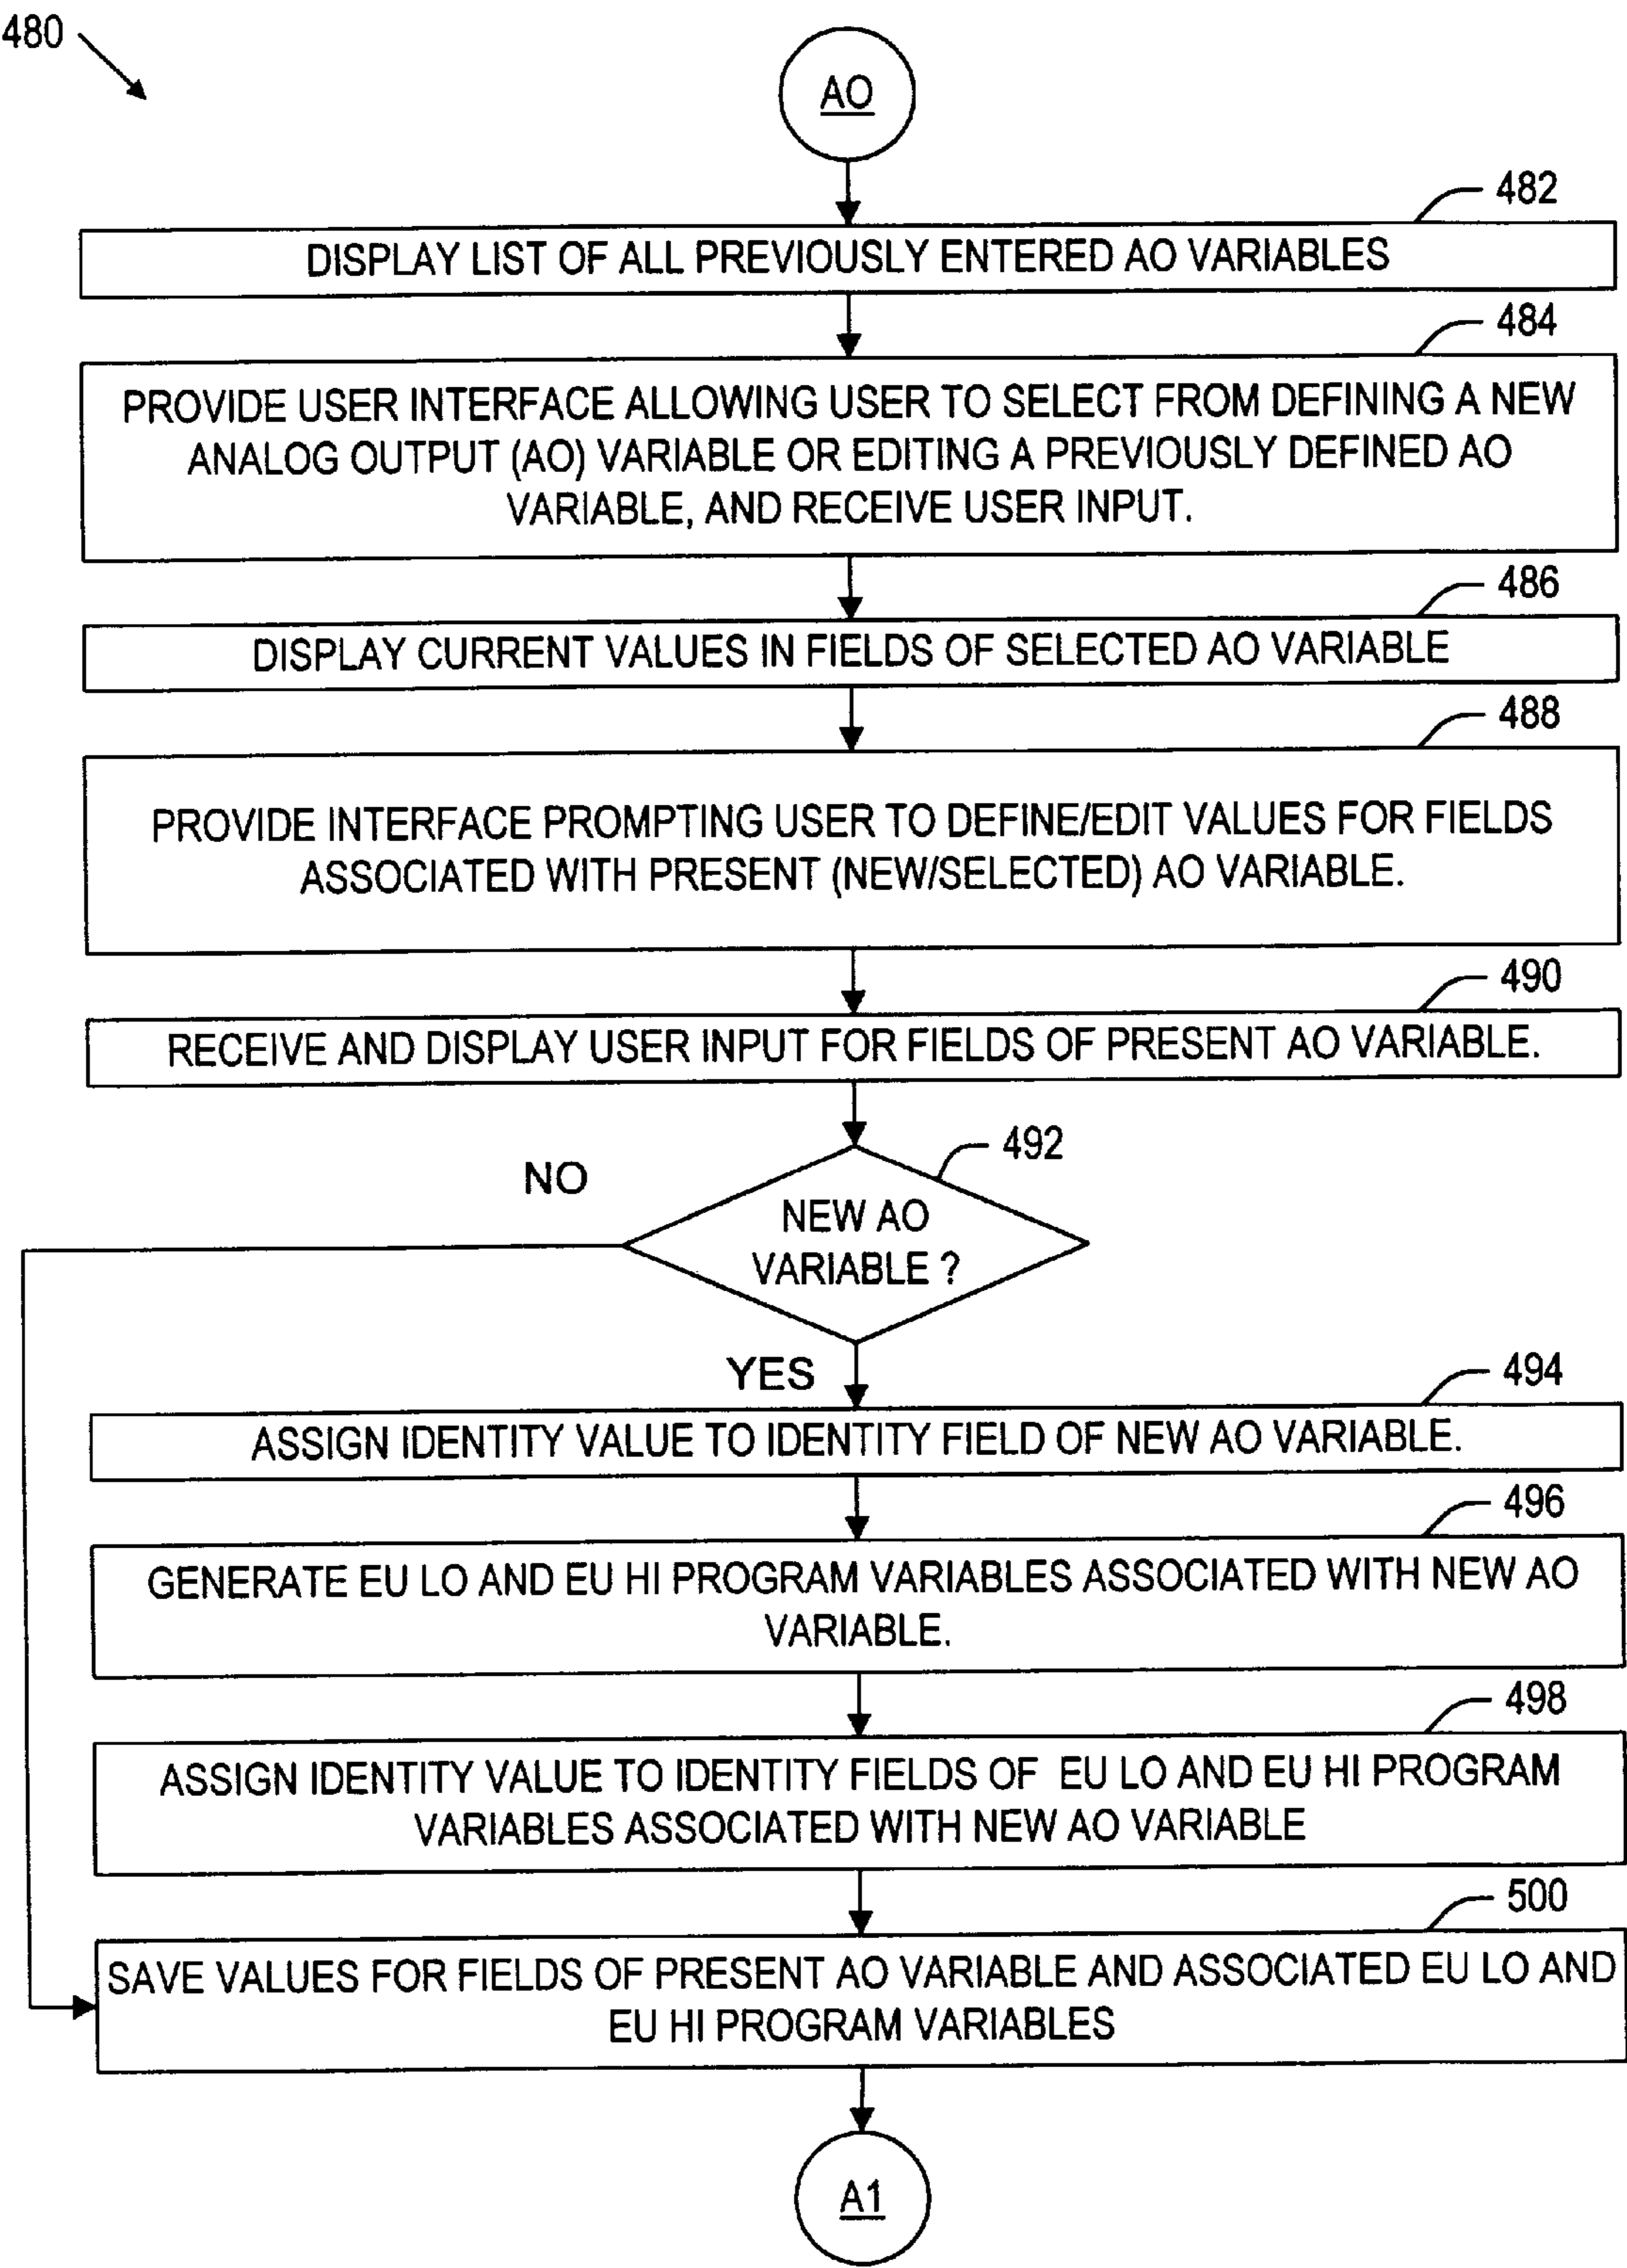 480
AO
482
DISPLAY LIST OF ALL PREVIOUSLY ENTERED AO VARIABLES
484
PROVIDE USER INTERFACE ALLOWING USER TO SELECT FROM DEFINING A NEW
ANALOG OUTPUT (AO) VARIABLE OR EDITING A PREVIOUSLY DEFINED AO
VARIABLE, AND RECEIVE USER INPUT.
486
DISPLAY CURRENT VALUES IN FIELDS OF SELECTED AO VARIABLE
488
PROVIDE INTERFACE PROMPTING USER TO DEFINE/EDIT VALUES FOR FIELDS
ASSOCIATED WITH PRESENT (NEW/SELECTED) AO VARIABLE.
490
RECEIVE AND DISPLAY USER INPUT FOR FIELDS OF PRESENT AO VARIABLE.
492
NO
NEW AO
VARIABLE ?
YES
494
ASSIGN IDENTITY VALUE TO IDENTITY FIELD OF NEW AO VARIABLE.
496
GENERATE EU LO AND EU HI PROGRAM VARIABLES ASSOCIATED WITH NEW AO
VARIABLE.
498
ASSIGN IDENTITY VALUE TO IDENTITY FIELDS OF EU LO AND EU HI PROGRAM
VARIABLES ASSOCIATED WITH NEW AO VARIABLE
500
SAVE VALUES FOR FIELDS OF PRESENT AO VARIABLE AND ASSOCIATED EU LO AND
EU HI PROGRAM VARIABLES
A1